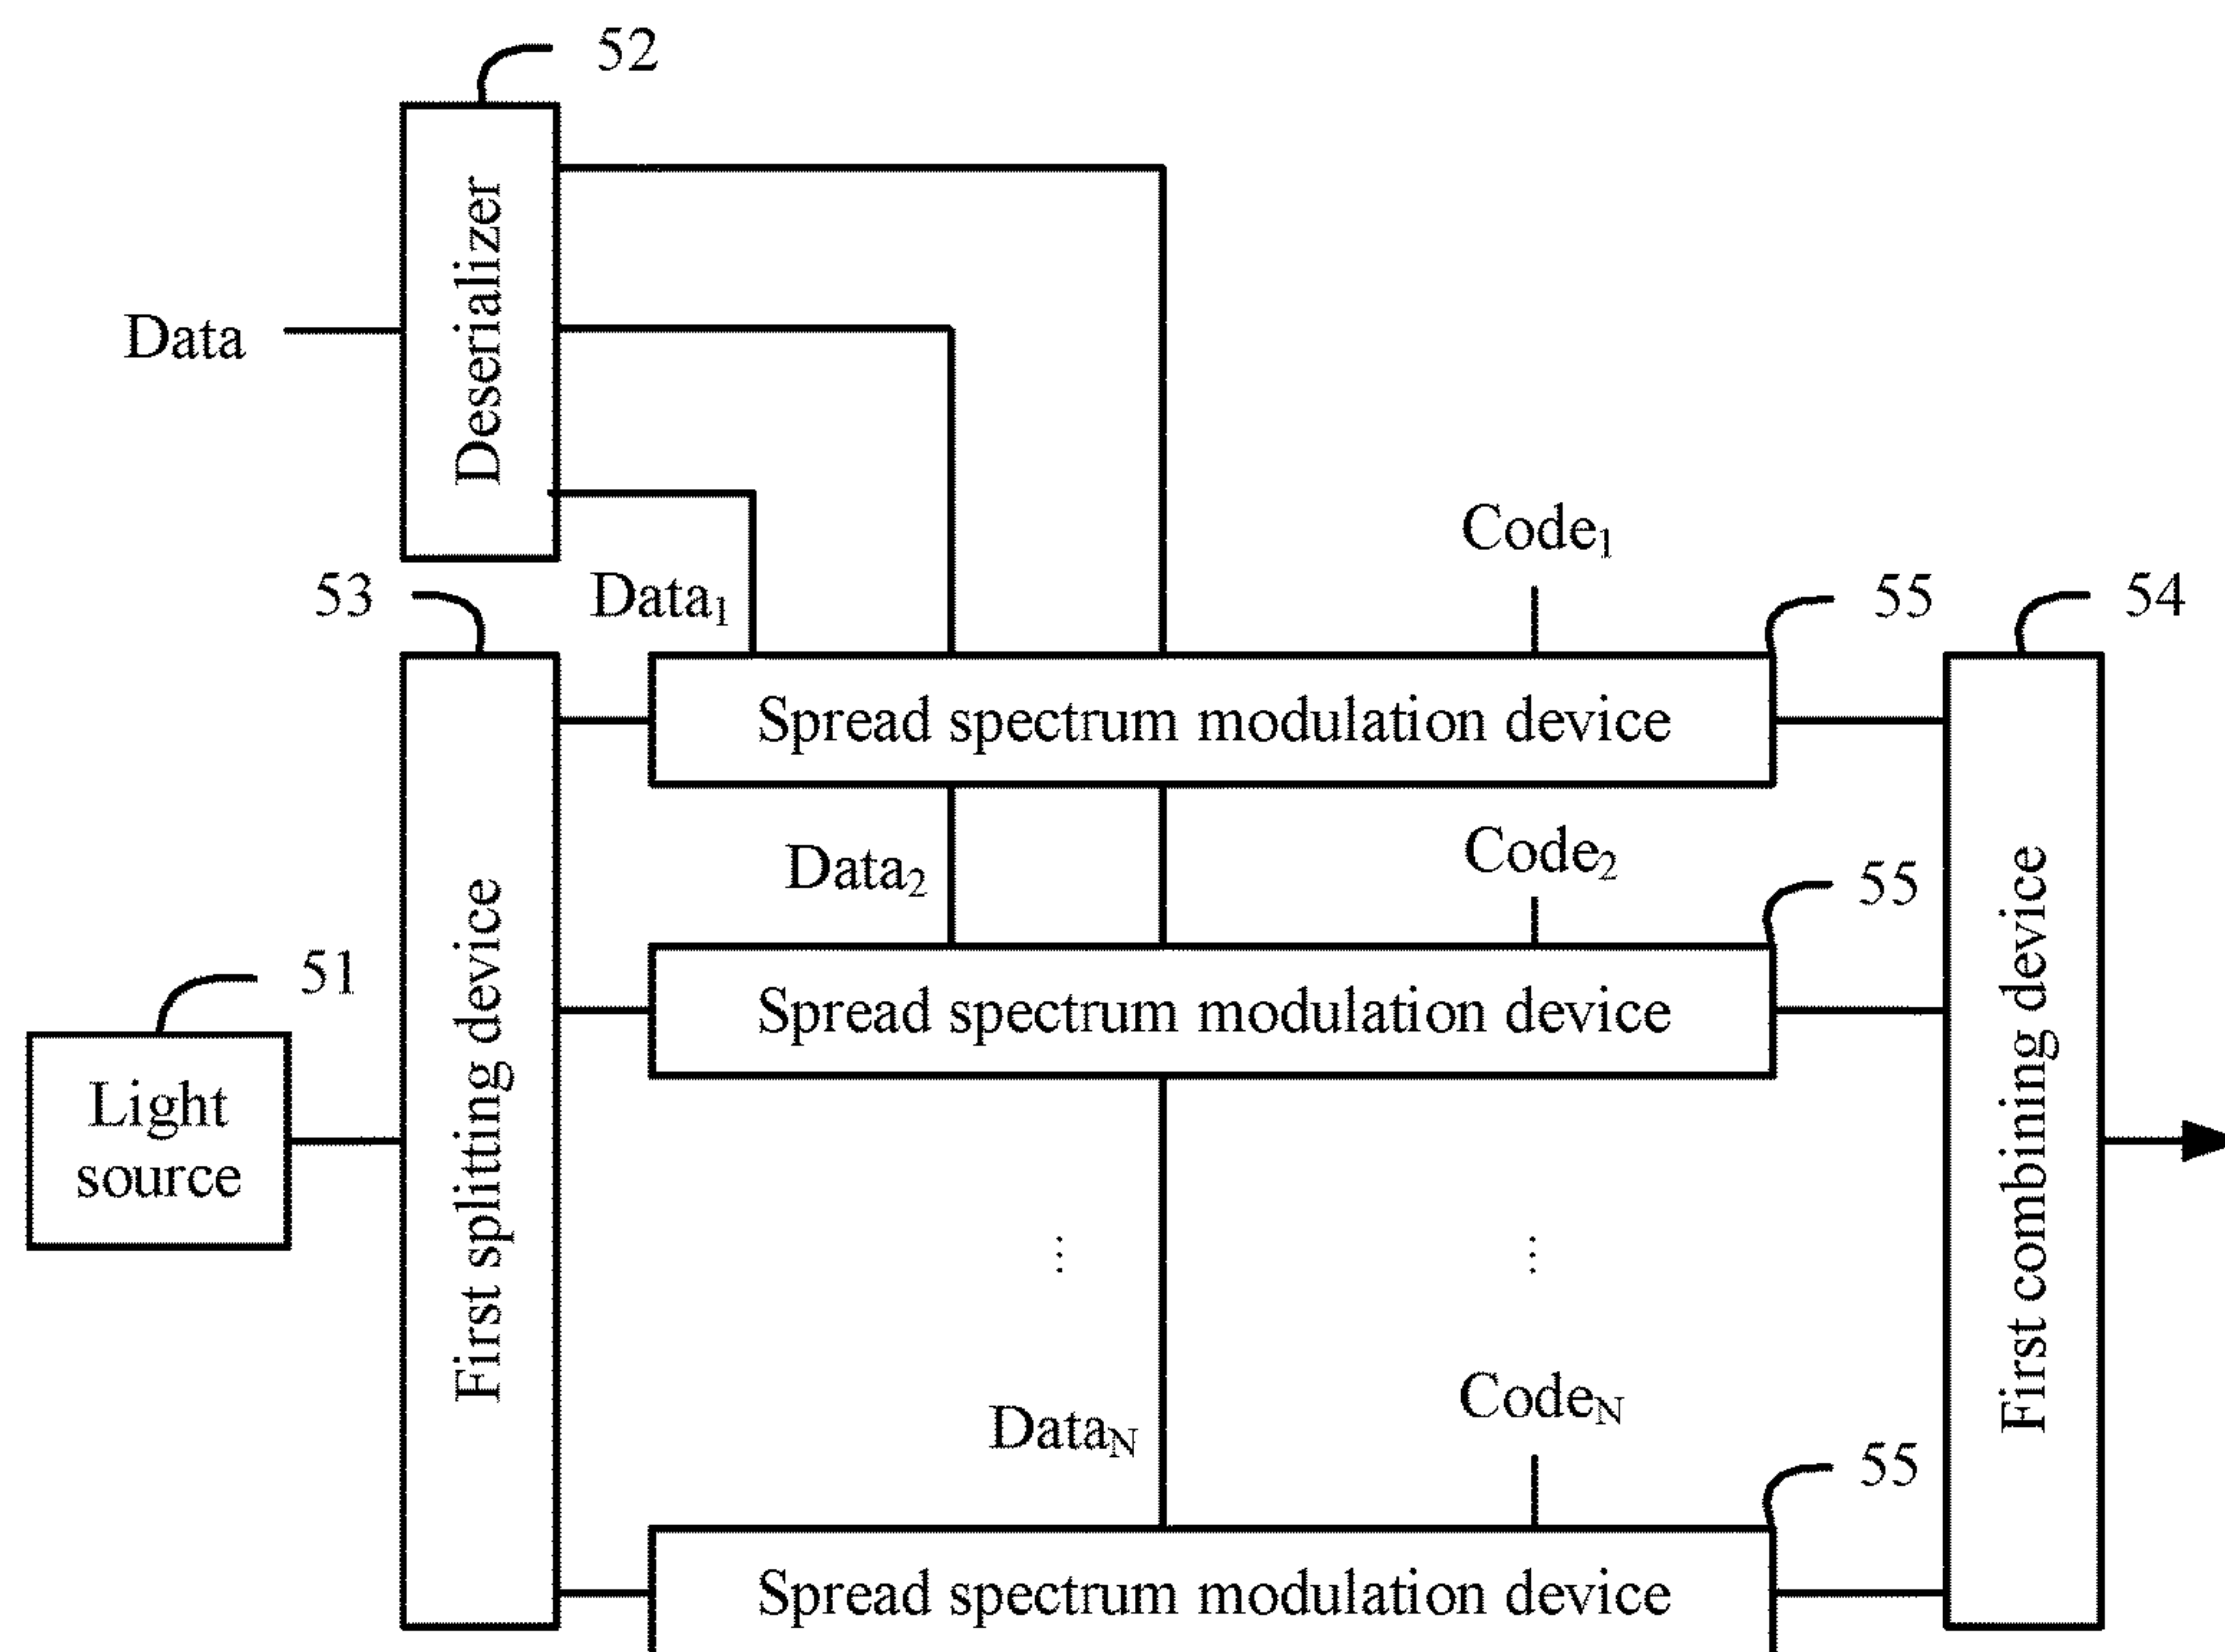 52
Deserializer
Data
Code₁
53
Data₁
55
54
Spread spectrum modulation device
Data₂
Code₂
55
51
Spread spectrum modulation device
Light
source
First splitting device
First combining device
⋮
⋮
Code_N
Data_N
55
Spread spectrum modulation device